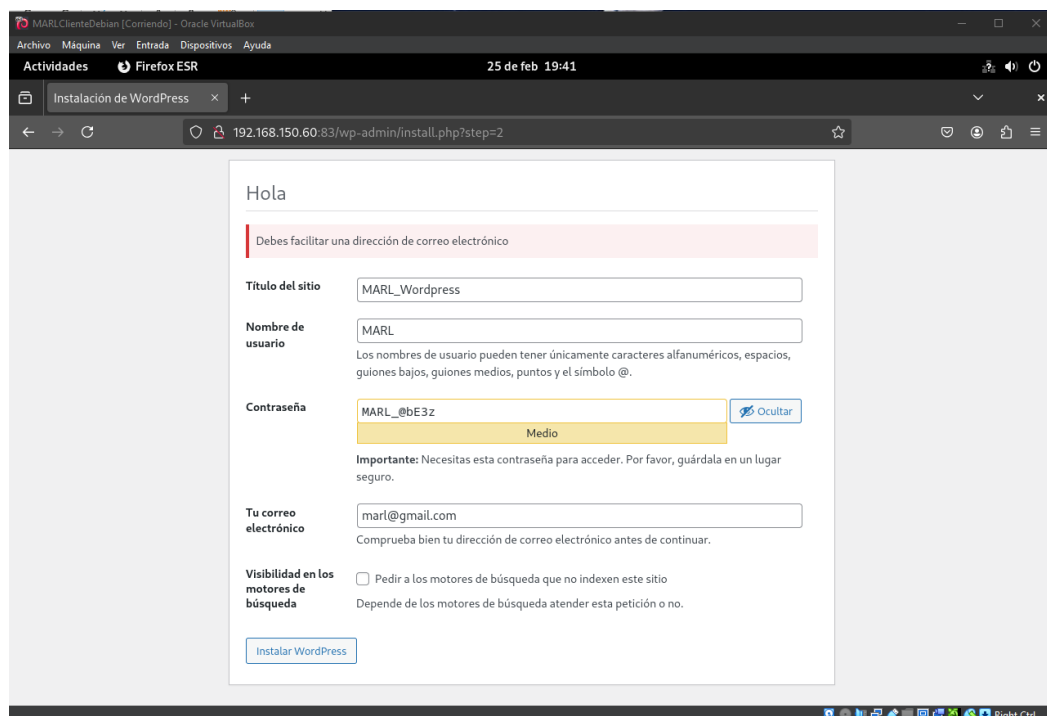 MARLClienteDebian [Corriendo] - Oracle VirtualBox
Archivo Máquina Ver Entrada Dispositivos Ayuda
Actividades Firefox ESR 25 de feb 19:41
Instalación de WordPress
192.168.150.60:83/wp-admin/install.php?step=2
Hola
Debes facilitar una dirección de correo electrónico
Título del sitio MARL_Wordpress
Nombre de usuario MARL
Los nombres de usuario pueden tener únicamente caracteres alfanuméricos, espacios,
guiones bajos, guiones medios, puntos y el símbolo @.
Contraseña MARL_@bE3z Ocultar
Medio
Importante: Necesitas esta contraseña para acceder. Por favor, guárdala en un lugar
seguro.
Tu correo
electrónico
marl@gmail.com
Comprueba bien tu dirección de correo electrónico antes de continuar.
Visibilidad en los
motores de
búsqueda
Pedir a los motores de búsqueda que no indexen este sitio
Depende de los motores de búsqueda atender esta petición o no.
Instalar WordPress
Right Ctrl